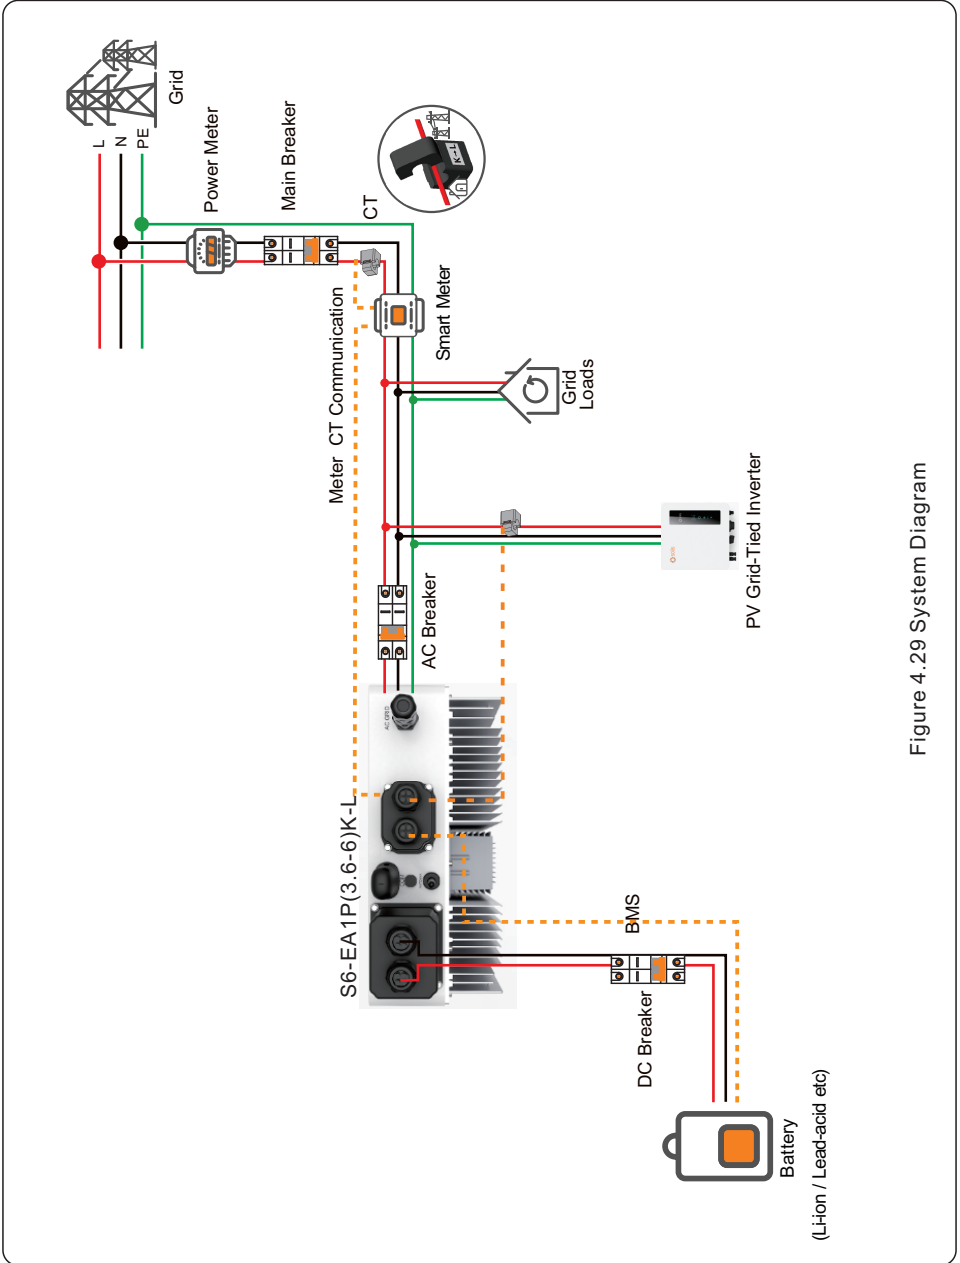 Grid
L
N
PE
Power Meter
Main Breaker
CT
K→L
Meter CT Communication
Smart Meter
Grid
Loads
PV Grid-Tied Inverter
AC Breaker
AC GRID
S6-EA1P(3.6-6)K-L
BMS
DC Breaker
Battery
(Li-ion / Lead-acid etc)
Figure 4.29 System Diagram